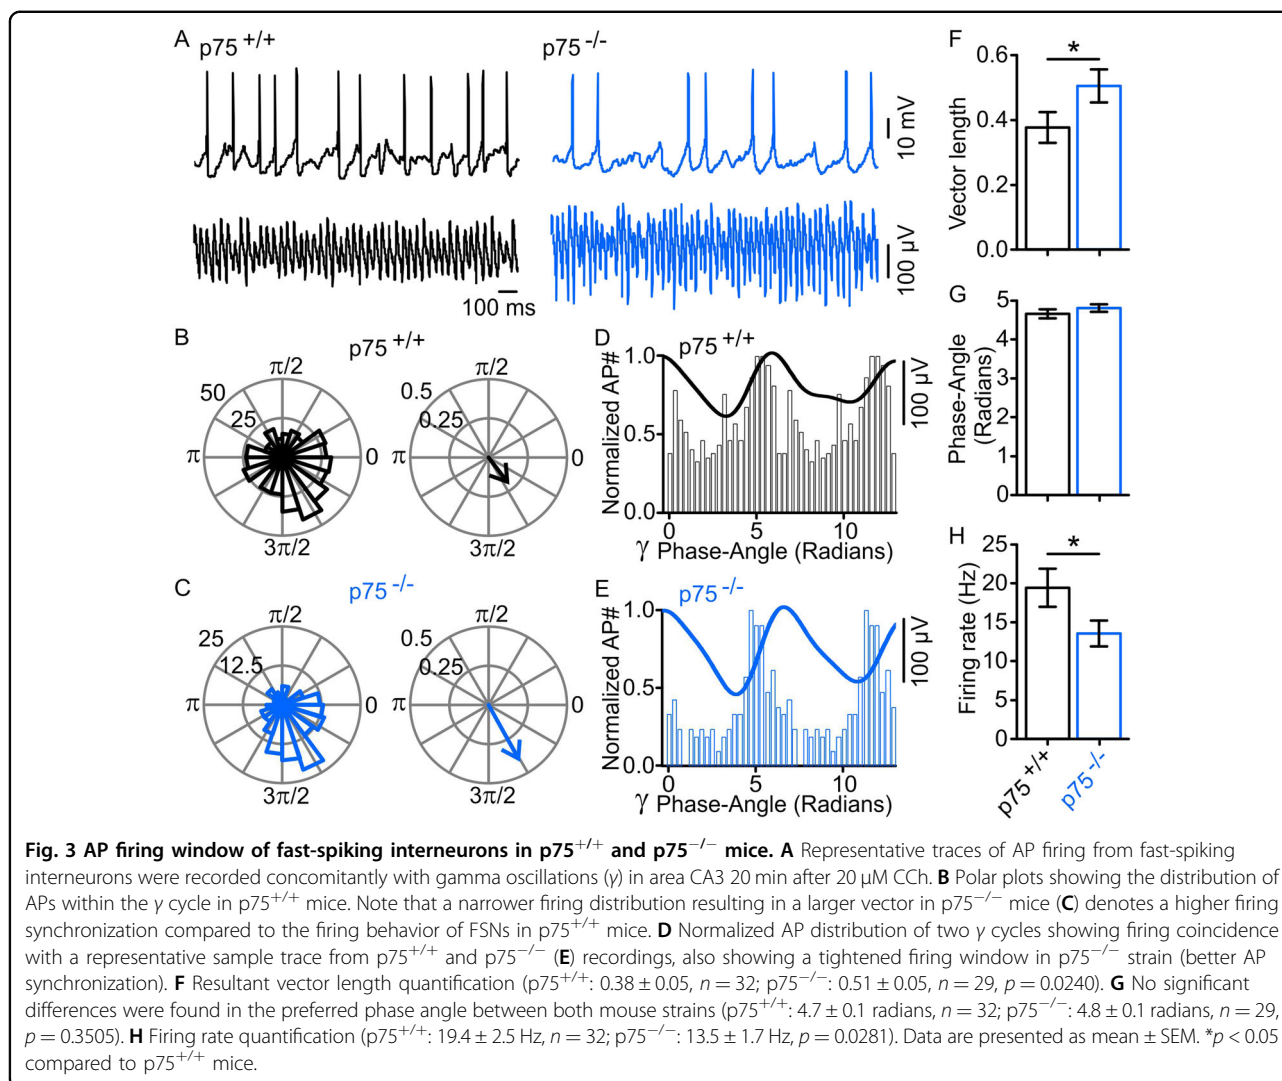 A
p75 +/+
p75 -/-
10 mV
100 µV
100 ms
F
Vector length
0.6
0.4
0.2
0.0
*
G
Phase-Angle
(Radians)
5
4
3
2
1
0
H
Firing rate (Hz)
25
20
15
10
5
0
*
p75 +/+
p75 -/-
B
p75 +/+
π/2
50
25
π
0
3π/2
π/2
0.5
0.25
π
0
3π/2
C
p75 -/-
π/2
25
12.5
π
0
3π/2
π/2
0.5
0.25
π
0
3π/2
D
p75 +/+
Normalized AP#
1.0
0.5
0.0
100 µV
0 5 10
γ Phase-Angle (Radians)
E
p75 -/-
Normalized AP#
1.0
0.5
0.0
100 µV
0 5 10
γ Phase-Angle (Radians)
Fig. 3 AP firing window of fast-spiking interneurons in p75+/+ and p75−/− mice. A Representative traces of AP firing from fast-spiking
interneurons were recorded concomitantly with gamma oscillations (γ) in area CA3 20 min after 20 µM CCh. B Polar plots showing the distribution of
APs within the γ cycle in p75+/+ mice. Note that a narrower firing distribution resulting in a larger vector in p75−/− mice (C) denotes a higher firing
synchronization compared to the firing behavior of FSNs in p75+/+ mice. D Normalized AP distribution of two γ cycles showing firing coincidence
with a representative sample trace from p75+/+ and p75−/− (E) recordings, also showing a tightened firing window in p75−/− strain (better AP
synchronization). F Resultant vector length quantification (p75+/+: 0.38 ± 0.05, n = 32; p75−/−: 0.51 ± 0.05, n = 29, p = 0.0240). G No significant
differences were found in the preferred phase angle between both mouse strains (p75+/+: 4.7 ± 0.1 radians, n = 32; p75−/−: 4.8 ± 0.1 radians, n = 29,
p = 0.3505). H Firing rate quantification (p75+/+: 19.4 ± 2.5 Hz, n = 32; p75−/−: 13.5 ± 1.7 Hz, p = 0.0281). Data are presented as mean ± SEM. *p < 0.05
compared to p75+/+ mice.